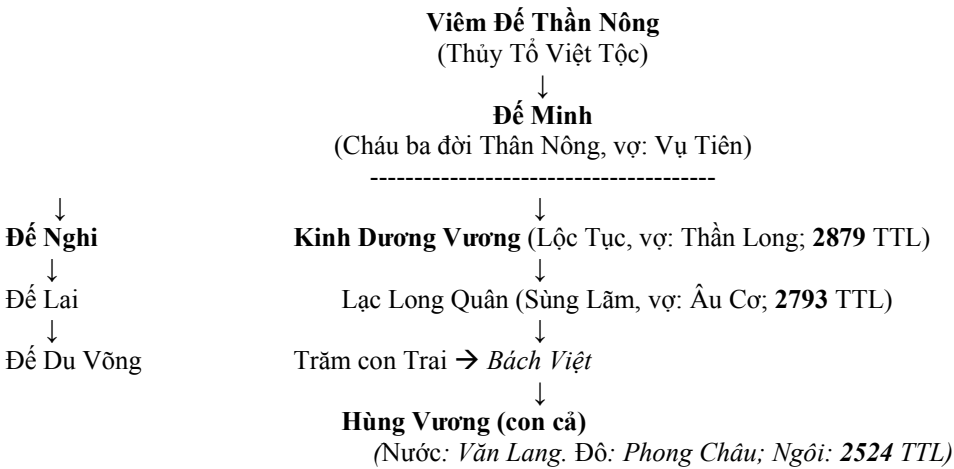 Viêm Đế Thần Nông
(Thủy Tổ Việt Tộc)
↓
Đế Minh
(Cháu ba đời Thân Nông, vợ: Vụ Tiên)
---------------------------------------
↓ ↓
Đế Nghi Kinh Dương Vương (Lộc Tục, vợ: Thần Long; 2879 TTL)
↓ ↓
Đế Lai Lạc Long Quân (Sùng Lãm, vợ: Âu Cơ; 2793 TTL)
↓ ↓
Đế Du Võng Trăm con Trai → Bách Việt
↓
Hùng Vương (con cả)
(Nước: Văn Lang. Đô: Phong Châu; Ngôi: 2524 TTL)